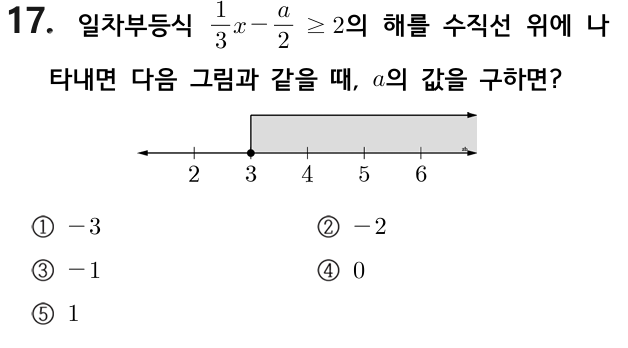 17. 일차부등식 $\frac{1}{3}x-\frac{a}{2} \geq 2$의 해를 수직선 위에 나
타내면 다음 그림과 같을 때, $a$의 값을 구하면?
2 3 4 5 6
① −3 ② −2
③ −1 ④ 0
⑤ 1